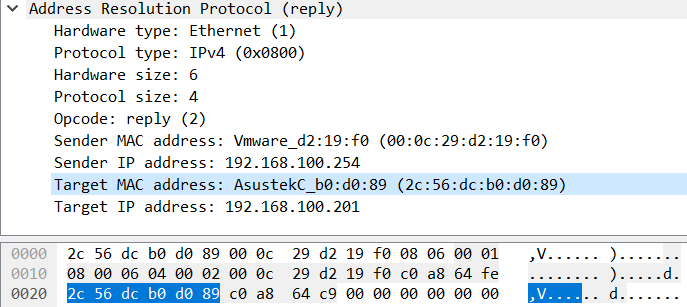 Address Resolution Protocol (reply)
Hardware type: Ethernet (1)
Protocol type: IPv4 (0x0800)
Hardware size: 6
Protocol size: 4
Opcode: reply (2)
Sender MAC address: Vmware_d2:19:f0 (00:0c:29:d2:19:f0)
Sender IP address: 192.168.100.254
Target MAC address: AsustekC_b0:d0:89 (2c:56:dc:b0:d0:89)
Target IP address: 192.168.100.201
0000 2c 56 dc b0 d0 89 00 0c 29 d2 19 f0 08 06 00 01 ,V...... ).......
0010 08 00 06 04 00 02 00 0c 29 d2 19 f0 c0 a8 64 fe ........ ).....d.
0020 2c 56 dc b0 d0 89 c0 a8 64 c9 00 00 00 00 00 00 ,V...... d.......